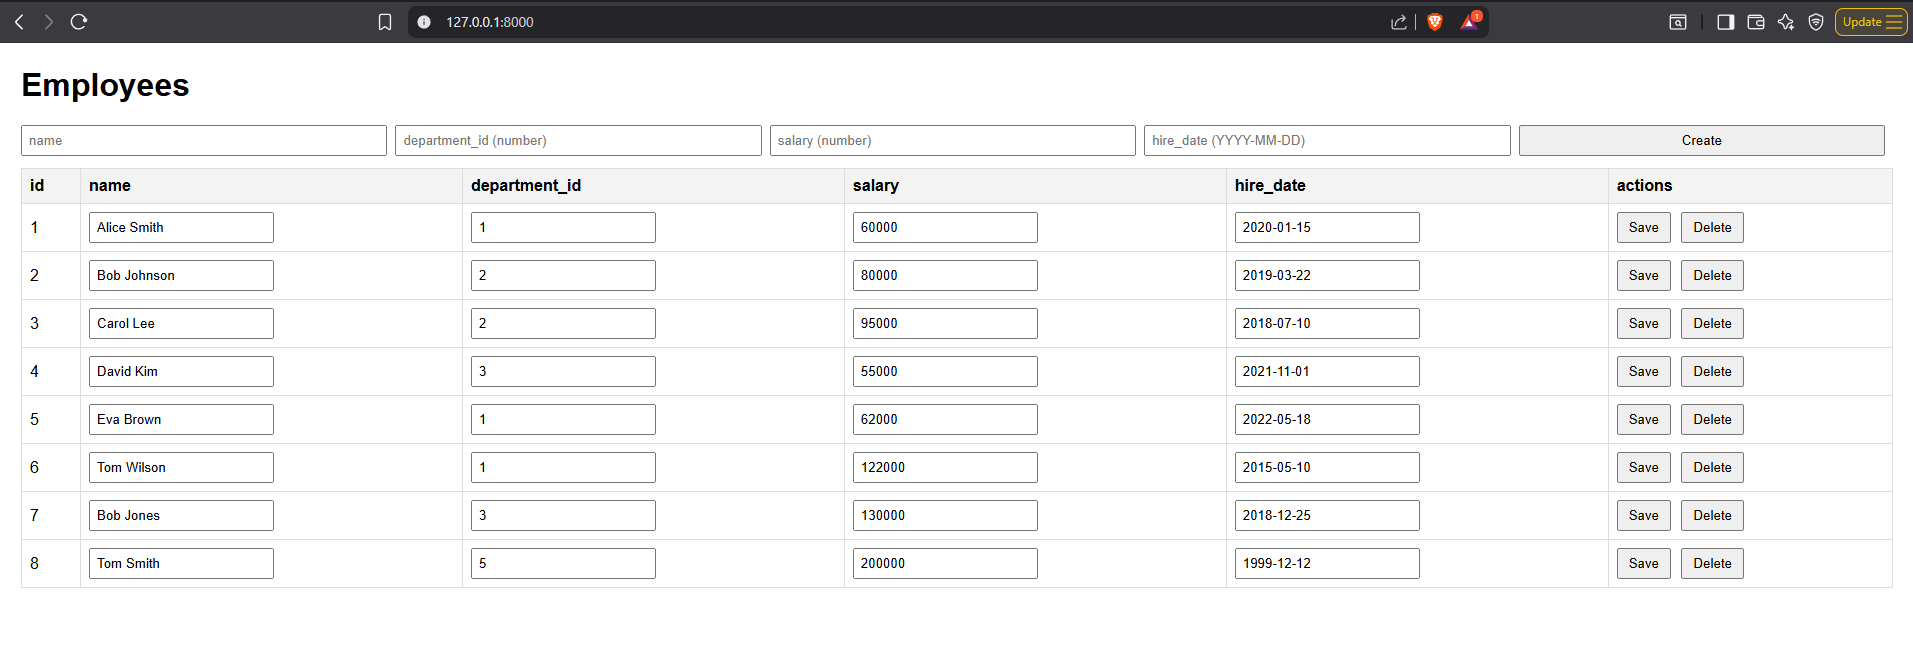 127.0.0.1:8000 1 Update
Employees
name department_id (number) salary (number) hire_date (YYYY-MM-DD) Create
id name department_id salary hire_date actions
1 Alice Smith 1 60000 2020-01-15 Save Delete
2 Bob Johnson 2 80000 2019-03-22 Save Delete
3 Carol Lee 2 95000 2018-07-10 Save Delete
4 David Kim 3 55000 2021-11-01 Save Delete
5 Eva Brown 1 62000 2022-05-18 Save Delete
6 Tom Wilson 1 122000 2015-05-10 Save Delete
7 Bob Jones 3 130000 2018-12-25 Save Delete
8 Tom Smith 5 200000 1999-12-12 Save Delete